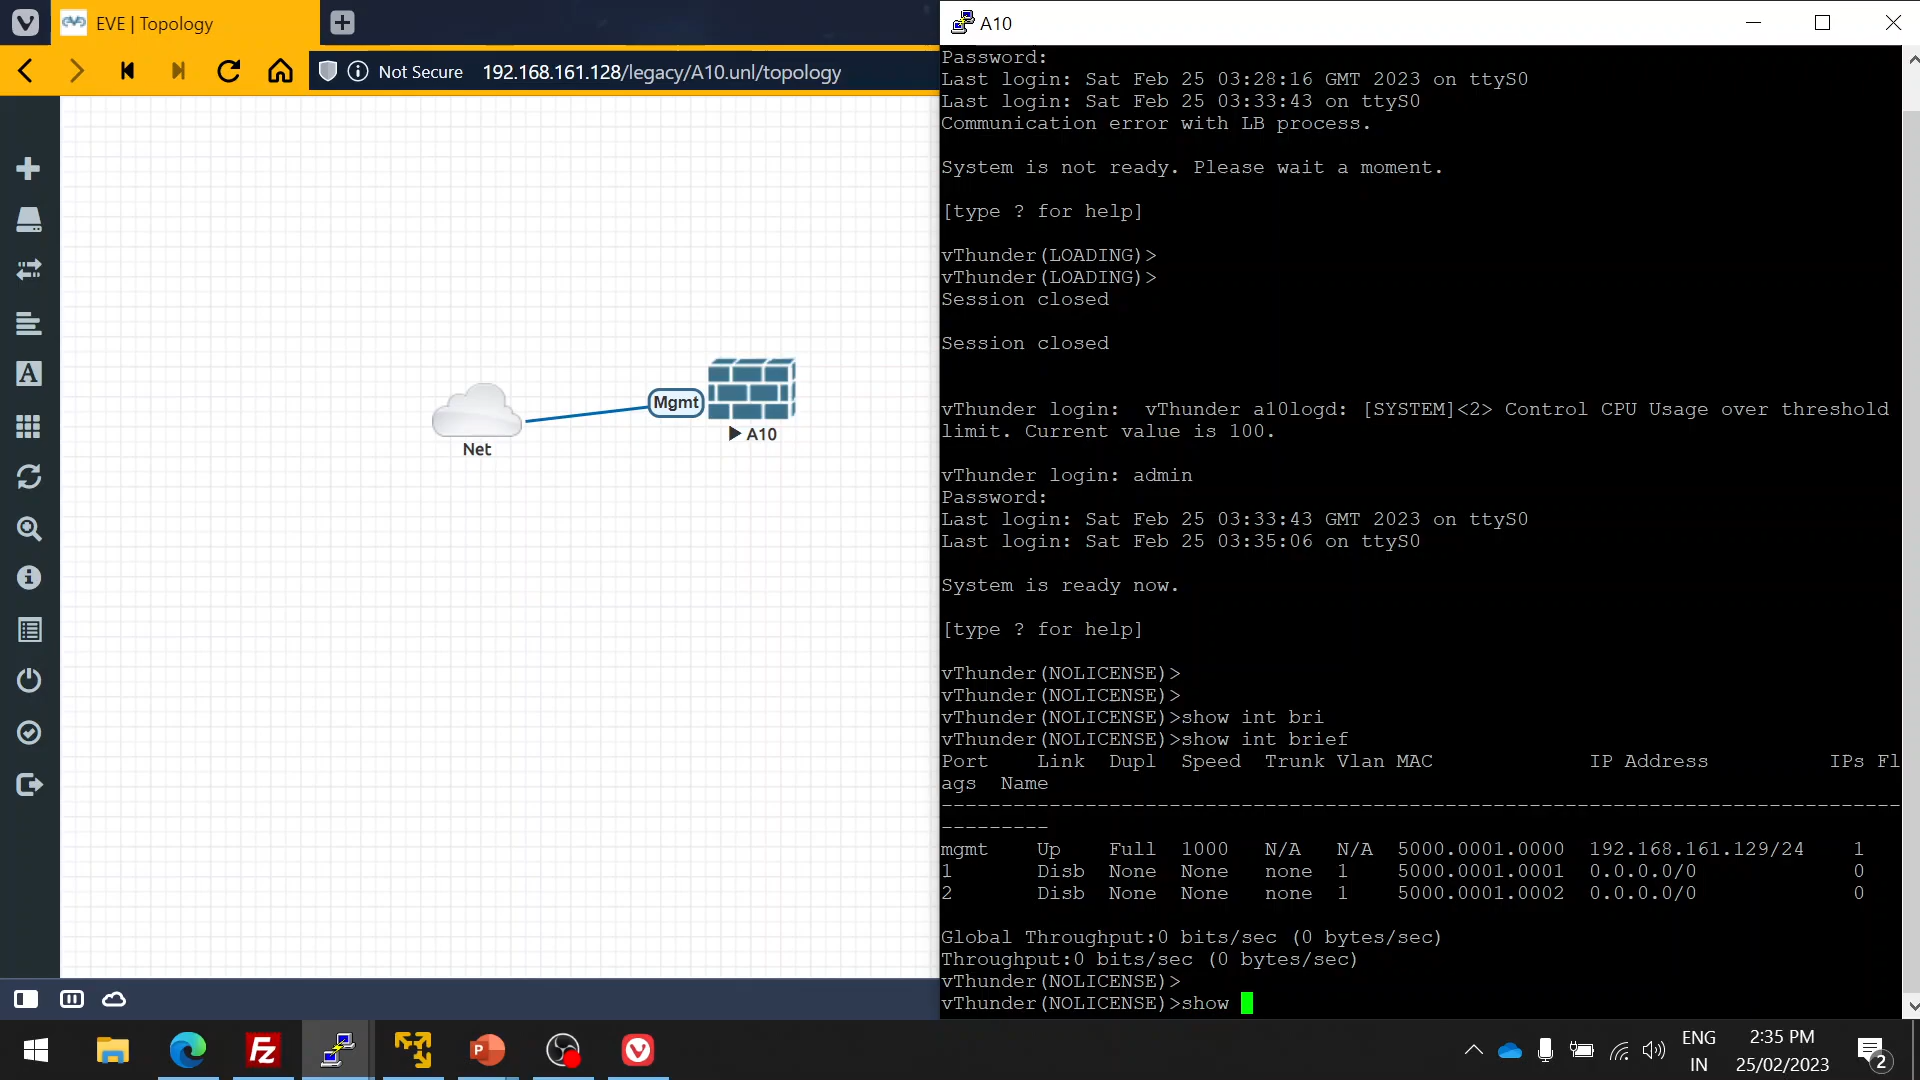 EVE | Topology
Not Secure 192.168.161.128/legacy/A10.unl/topology
Net
Mgmt
A10
A10
Password:
Last login: Sat Feb 25 03:28:16 GMT 2023 on ttyS0
Last login: Sat Feb 25 03:33:43 on ttyS0
Communication error with LB process.
System is not ready. Please wait a moment.
[type ? for help]
vThunder(LOADING)>
vThunder(LOADING)>
Session closed
Session closed
vThunder login:  vThunder a10logd: [SYSTEM]<2> Control CPU Usage over threshold
limit. Current value is 100.
vThunder login: admin
Password:
Last login: Sat Feb 25 03:33:43 GMT 2023 on ttyS0
Last login: Sat Feb 25 03:35:06 on ttyS0
System is ready now.
[type ? for help]
vThunder(NOLICENSE)>
vThunder(NOLICENSE)>
vThunder(NOLICENSE)>show int bri
vThunder(NOLICENSE)>show int brief
Port    Link  Dupl  Speed  Trunk Vlan MAC             IP Address          IPs Fl
ags  Name
--------------------------------------------------------------------------------
---------
mgmt    Up    Full  1000   N/A   N/A  5000.0001.0000  192.168.161.129/24    1
1       Disb  None  None   none  1    5000.0001.0001  0.0.0.0/0             0
2       Disb  None  None   none  1    5000.0001.0002  0.0.0.0/0             0
Global Throughput:0 bits/sec (0 bytes/sec)
Throughput:0 bits/sec (0 bytes/sec)
vThunder(NOLICENSE)>
vThunder(NOLICENSE)>show
ENG
IN
2:35 PM
25/02/2023
2